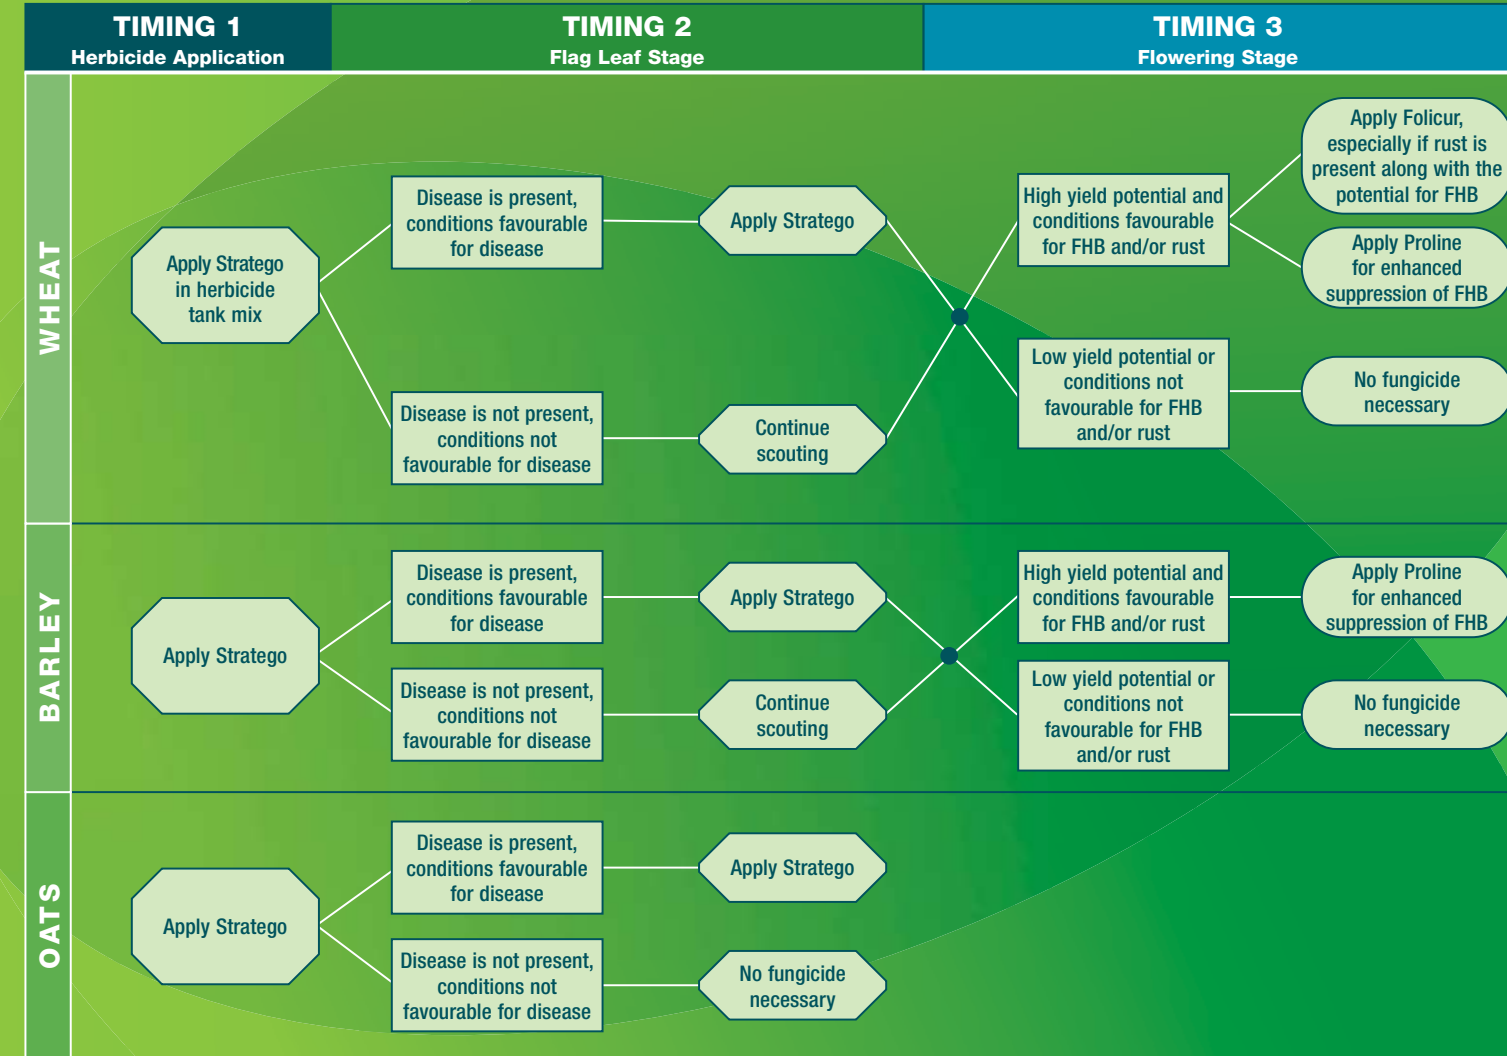 TIMING 1
Herbicide Application
TIMING 2
Flag Leaf Stage
TIMING 3
Flowering Stage
WHEAT
Apply Stratego
in herbicide
tank mix
Disease is present,
conditions favourable
for disease
Apply Stratego
Disease is not present,
conditions not
favourable for disease
Continue
scouting
High yield potential and
conditions favourable
for FHB and/or rust
Apply Folicur,
especially if rust is
present along with the
potential for FHB
Apply Proline
for enhanced
suppression of FHB
Low yield potential or
conditions not
favourable for FHB
and/or rust
No fungicide
necessary
BARLEY
Apply Stratego
Disease is present,
conditions favourable
for disease
Apply Stratego
Disease is not present,
conditions not
favourable for disease
Continue
scouting
High yield potential and
conditions favourable
for FHB and/or rust
Apply Proline
for enhanced
suppression of FHB
Low yield potential or
conditions not
favourable for FHB
and/or rust
No fungicide
necessary
OATS
Apply Stratego
Disease is present,
conditions favourable
for disease
Apply Stratego
Disease is not present,
conditions not
favourable for disease
No fungicide
necessary